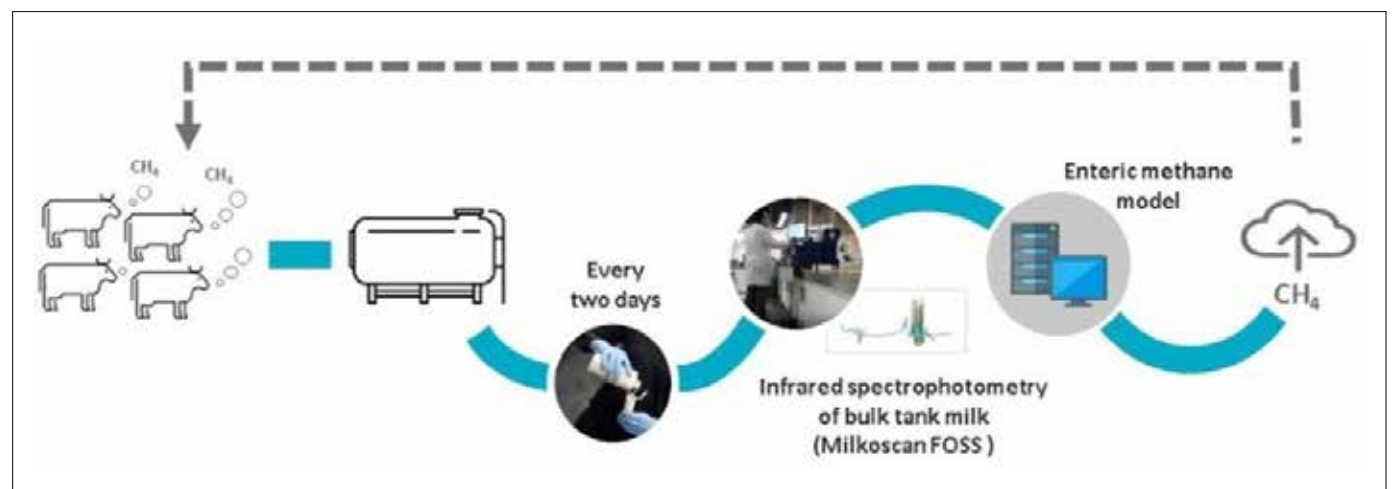 CH₄
CH₄
Every
two days
Infrared spectrophotometry
of bulk tank milk
(Milkoscan FOSS )
Enteric methane
model
CH₄